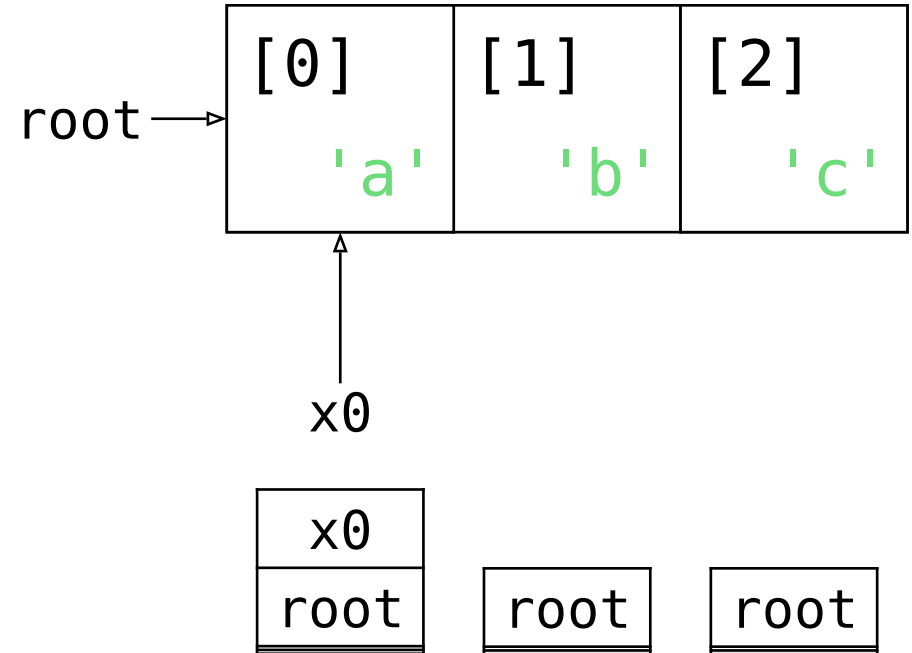 [0] [1] [2]
root
'a' 'b' 'c'
x0
x0
root root root